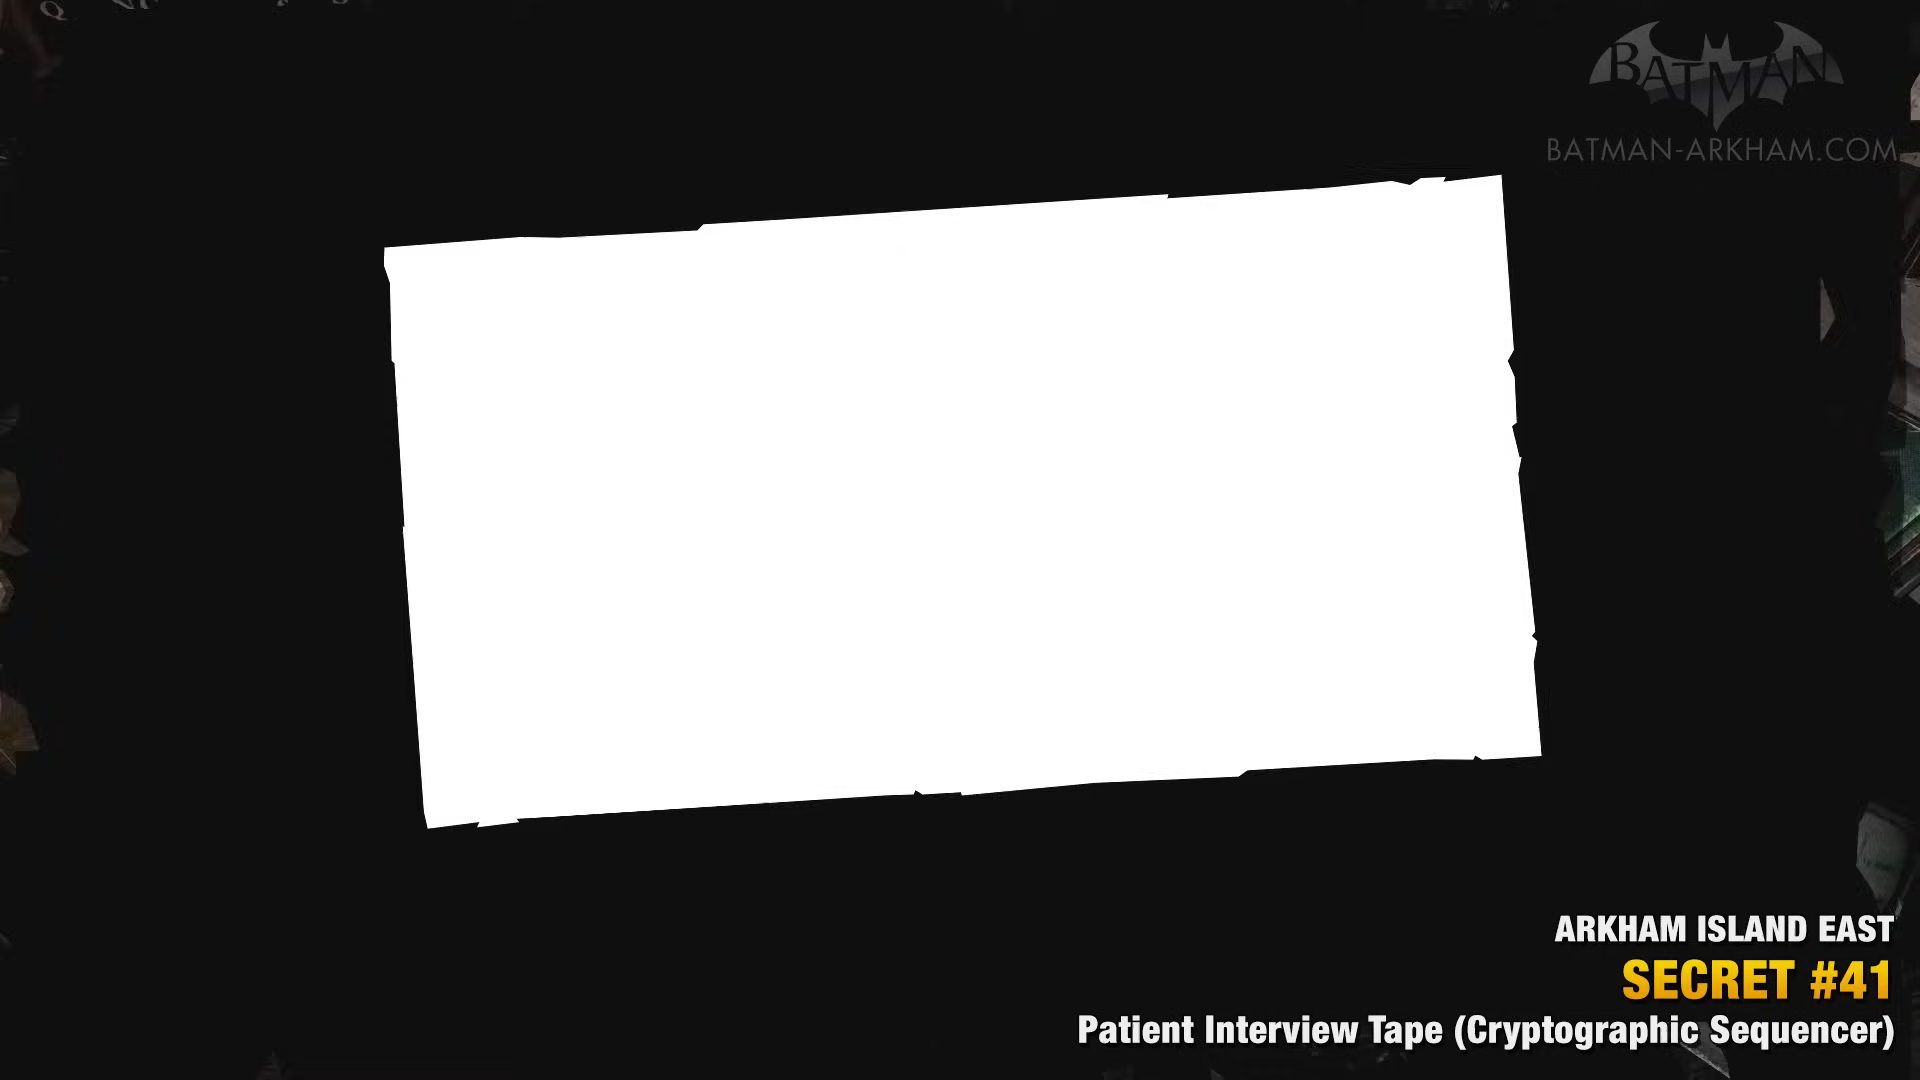 BATMAN
BATMAN-ARKHAM.COM
ARKHAM ISLAND EAST
SECRET #41
Patient Interview Tape (Cryptographic Sequencer)